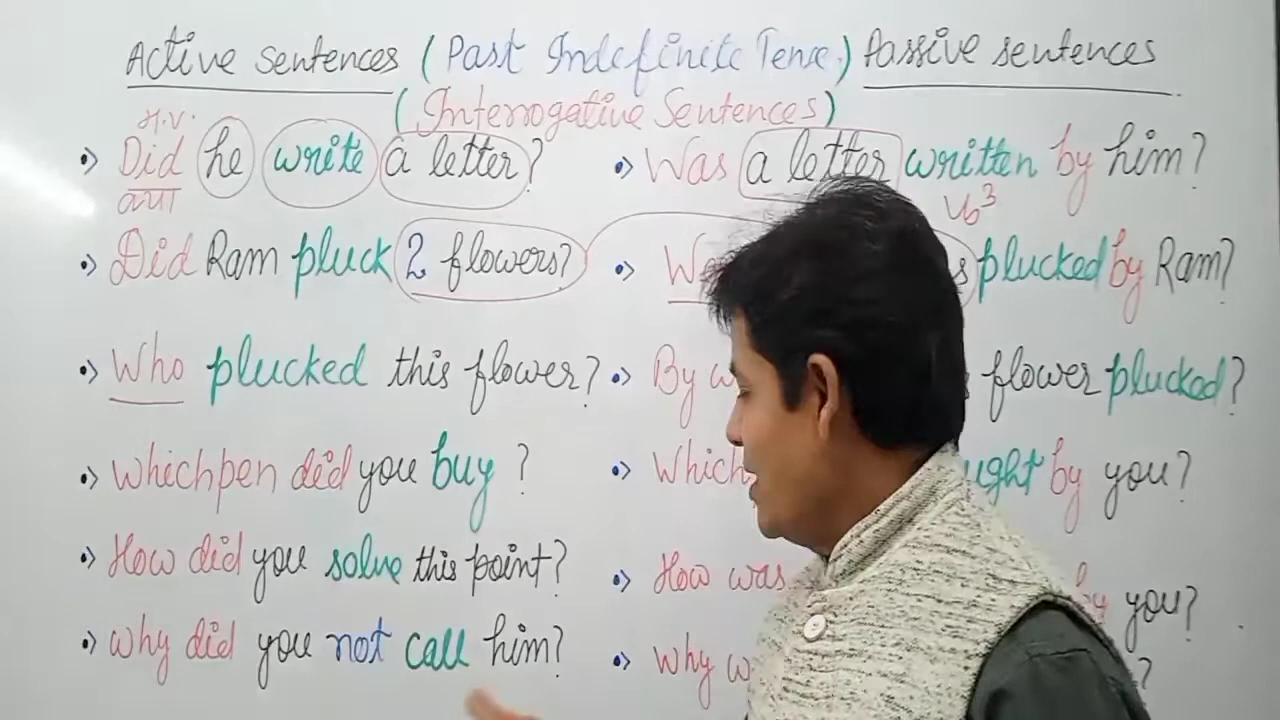 Active Sentences (Past Indefinite Tense.) Passive sentences
(Interrogative Sentences)
H.V.
Did he write a letter? Was a letter written by him?
aux Vb3
Did Ram pluck 2 flowers? plucked by Ram?
Who plucked this flower? By flower plucked?
Which pen did you buy? Which by you?
How did you solve this point? How was by you?
Why did you not call him? Why ?